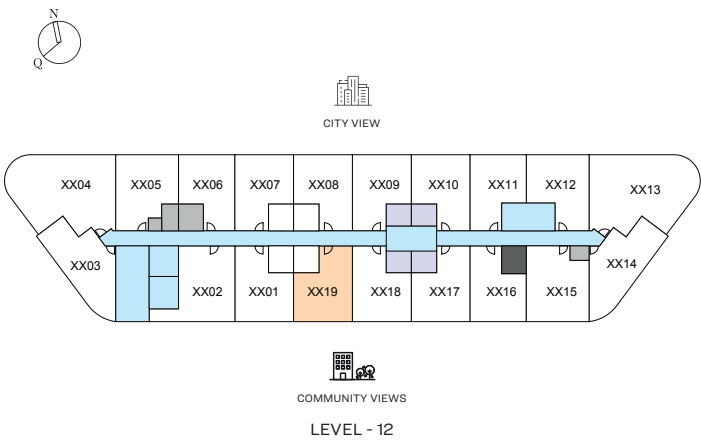 N
Q
CITY VIEW
XX04 XX05 XX06 XX07 XX08 XX09 XX10 XX11 XX12 XX13
XX03 XX02 XX01 XX19 XX18 XX17 XX16 XX15 XX14
COMMUNITY VIEWS
LEVEL - 12